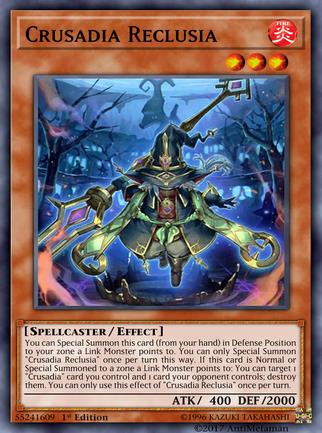 CRUSADIA RECLUSIA
FIRE
炎
[SPELLCASTER / EFFECT]
You can Special Summon this card (from your hand) in Defense Position
to your zone a Link Monster points to. You can only Special Summon
"Crusadia Reclusia" once per turn this way. If this card is Normal or
Special Summoned to a zone a Link Monster points to: You can target 1
"Crusadia" card you control and 1 card your opponent controls; destroy
them. You can only use this effect of "Crusadia Reclusia" once per turn.
ATK/ 400 DEF/2000
55241609 1st Edition ©1996 KAZUKI TAKAHASHI
©2017 AntiMetaman